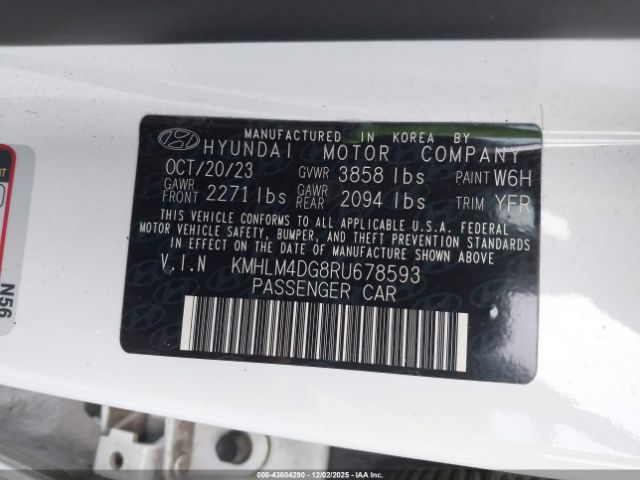 MANUFACTURED IN KOREA BY
HYUNDAI MOTOR COMPANY
OCT/20/23 GVWR 3858 lbs PAINT W6H
GAWR FRONT 2271 lbs GAWR REAR 2094 lbs TRIM YFR
THIS VEHICLE CONFORMS TO ALL APPLICABLE U.S.A. FEDERAL
MOTOR VEHICLE SAFETY, BUMPER, AND THEFT PREVENTION
STANDARDS IN EFFECT ON THE DATE OF MANUFACTURE SHOWN ABOVE
V.I.N KMHLM4DG8RU678593
PASSENGER CAR
N56
000-43804290 - 12/02/2025 - © IAA Holdings, LLC